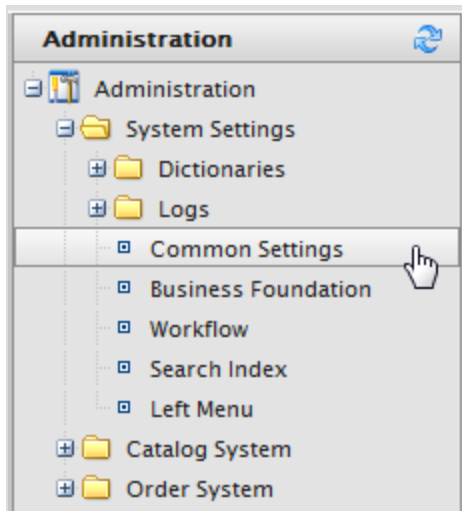 Administration
Administration
System Settings
Dictionaries
Logs
Common Settings
Business Foundation
Workflow
Search Index
Left Menu
Catalog System
Order System